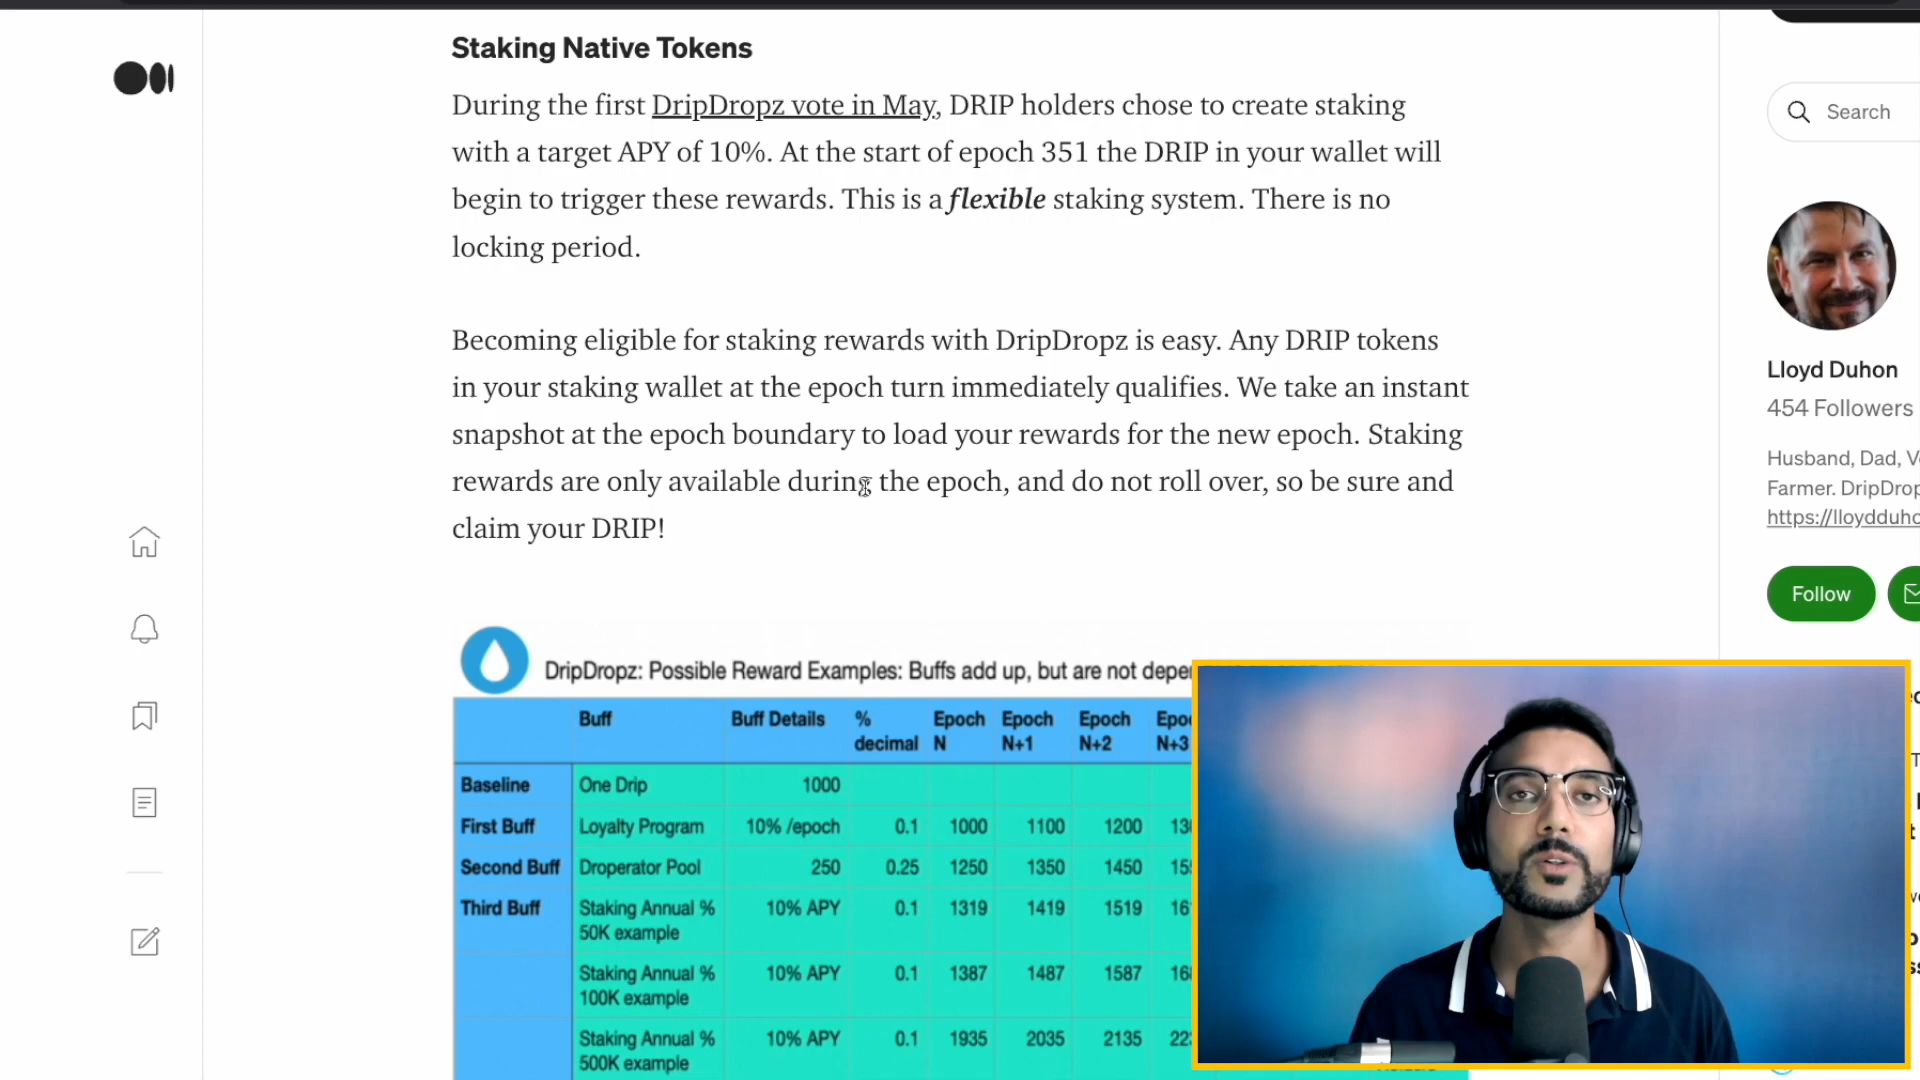 Staking Native Tokens
During the first DripDropz vote in May, DRIP holders chose to create staking
with a target APY of 10%. At the start of epoch 351 the DRIP in your wallet will
begin to trigger these rewards. This is a flexible staking system. There is no
locking period.
Becoming eligible for staking rewards with DripDropz is easy. Any DRIP tokens
in your staking wallet at the epoch turn immediately qualifies. We take an instant
snapshot at the epoch boundary to load your rewards for the new epoch. Staking
rewards are only available during the epoch, and do not roll over, so be sure and
claim your DRIP!
DripDropz: Possible Reward Examples: Buffs add up, but are not
Buff Buff Details % decimal Epoch N Epoch N+1 Epoch N+2 N+3
Baseline One Drip 1000
First Buff Loyalty Program 10% /epoch 0.1 1000 1100 1200
Second Buff Droperator Pool 250 0.25 1250 1350 1450
Third Buff Staking Annual % 50K example 10% APY 0.1 1319 1419 1519
Staking Annual % 100K example 10% APY 0.1 1387 1487 1587
Staking Annual % 500K example 10% APY 0.1 1935 2035 2135
Search
Lloyd Duhon
454 Followers
Husband, Dad,
Farmer.
Follow